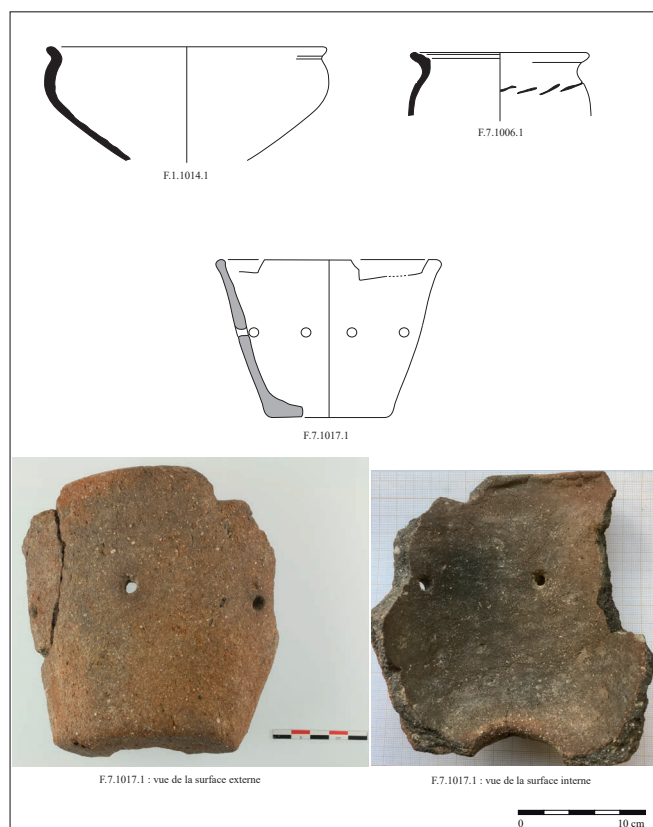 F.1.1014.1
F.7.1006.1
F.7.1017.1
F.7.1017.1 : vue de la surface externe
F.7.1017.1 : vue de la surface interne
0 10 cm